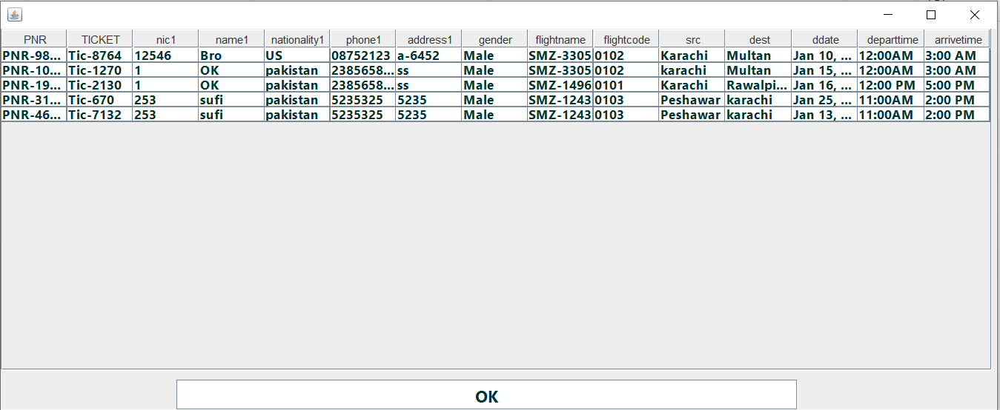 PNR TICKET nic1 name1 nationality1 phone1 address1 gender flightname flightcode src dest ddate departtime arrivetime
PNR-98... Tic-8764 12546 Bro US 08752123 a-6452 Male SMZ-3305 0102 Karachi Multan Jan 10, ... 12:00AM 3:00 AM
PNR-10... Tic-1270 1 OK pakistan 2385658... ss Male SMZ-3305 0102 karachi Multan Jan 15, ... 12:00AM 3:00 AM
PNR-19... Tic-2130 1 OK pakistan 2385658... ss Male SMZ-1496 0101 Karachi Rawalpi... Jan 16, ... 12:00 PM 5:00 PM
PNR-31... Tic-670 253 sufi pakistan 5235325 5235 Male SMZ-1243 0103 Peshawar karachi Jan 25, ... 11:00AM 2:00 PM
PNR-46... Tic-7132 253 sufi pakistan 5235325 5235 Male SMZ-1243 0103 Peshawar karachi Jan 13, ... 11:00AM 2:00 PM
OK